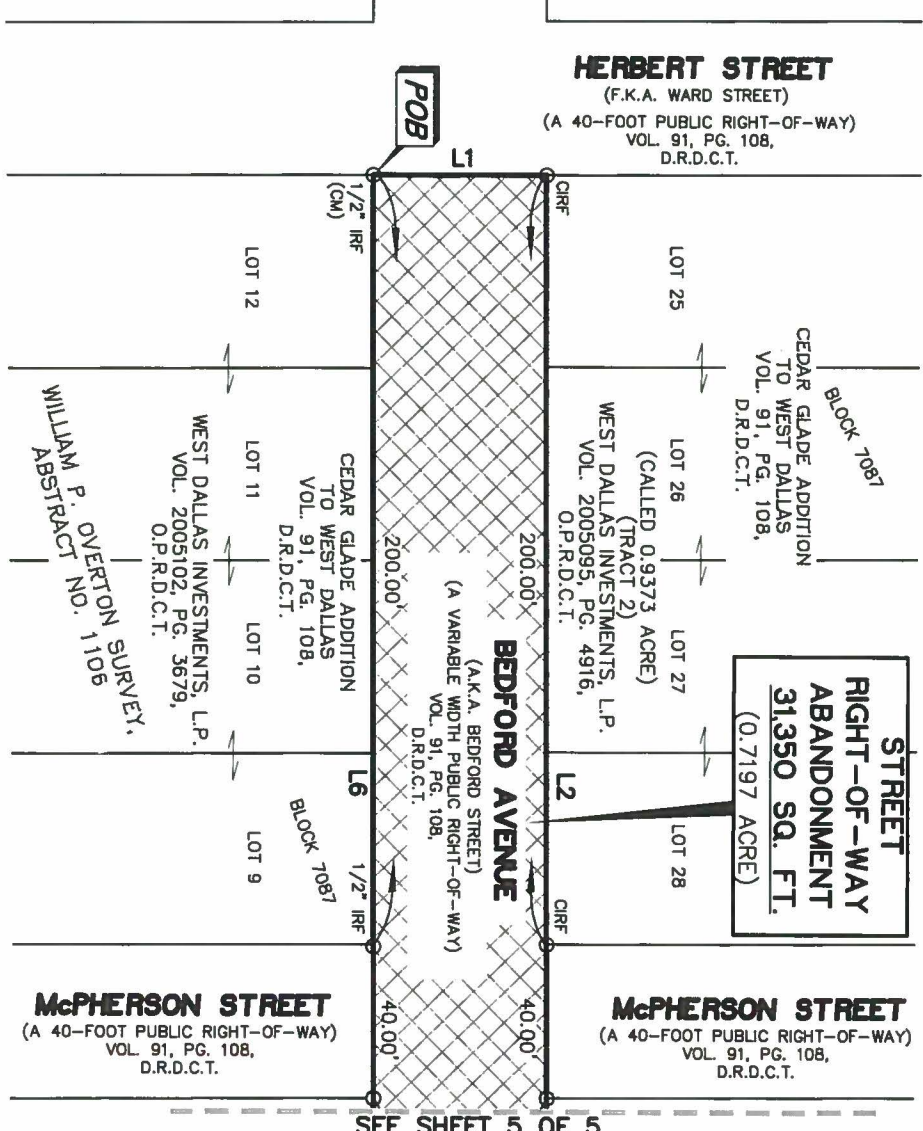 HERBERT STREET
(F.K.A. WARD STREET)
(A 40-FOOT PUBLIC RIGHT-OF-WAY)
VOL. 91, PG. 108,
D.R.D.C.T.
POB
L1
1/2" IRF
(CM)
CIRF
LOT 12
LOT 25
CEDAR GLADE ADDITION
TO WEST DALLAS
VOL. 91, PG. 108,
D.R.D.C.T.
BLOCK 7087
LOT 11
LOT 26
WILLIAM P. OVERTON SURVEY,
ABSTRACT NO. 1106
WEST DALLAS INVESTMENTS, L.P.
VOL. 2005102, PG. 3679,
O.P.R.D.C.T.
CEDAR GLADE ADDITION
TO WEST DALLAS
VOL. 91, PG. 108,
D.R.D.C.T.
200.00'
200.00'
(CALLED 0.9373 ACRE)
(TRACT 2)
WEST DALLAS INVESTMENTS, L.P.
VOL. 2005095, PG. 4916,
O.P.R.D.C.T.
LOT 10
LOT 27
BEDFORD AVENUE
(A.K.A. BEDFORD STREET)
(A VARIABLE WIDTH PUBLIC RIGHT-OF-WAY)
VOL. 91, PG. 108,
D.R.D.C.T.
STREET
RIGHT-OF-WAY
ABANDONMENT
31,350 SQ. FT.
(0.7197 ACRE)
L6
L2
LOT 9
BLOCK 7087
1/2" IRF
CIRF
LOT 28
McPHERSON STREET
(A 40-FOOT PUBLIC RIGHT-OF-WAY)
VOL. 91, PG. 108,
D.R.D.C.T.
40.00'
40.00'
McPHERSON STREET
(A 40-FOOT PUBLIC RIGHT-OF-WAY)
VOL. 91, PG. 108,
D.R.D.C.T.
SEE SHEET 5 OF 5